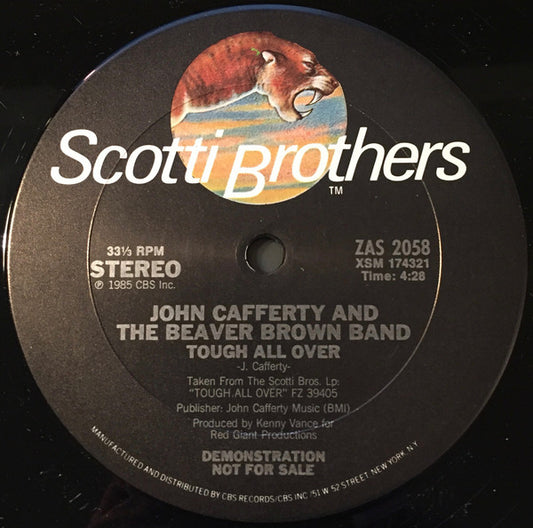 Scotti Brothers
TM
33⅓ RPM
STEREO
℗ 1985 CBS Inc.
ZAS 2058
XSM 174321
Time: 4:28
JOHN CAFFERTY AND
THE BEAVER BROWN BAND
TOUGH ALL OVER
-J. Cafferty-
Taken From The Scotti Bros. Lp:
"TOUGH ALL OVER" FZ 39405
Publisher: John Cafferty Music (BMI)
Produced by Kenny Vance for
Red Giant Productions
DEMONSTRATION
NOT FOR SALE
MANUFACTURED AND DISTRIBUTED BY CBS RECORDS/CBS INC./51 W. 52 STREET, NEW YORK, N.Y.